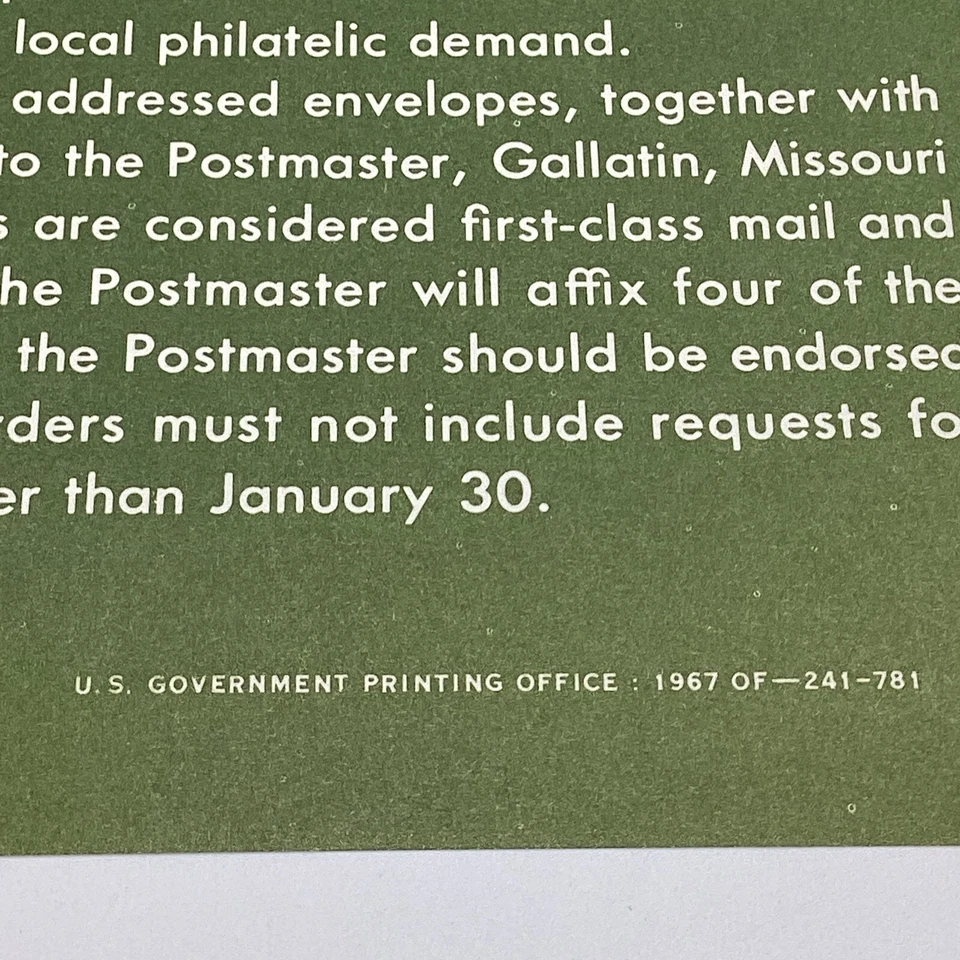 local philatelic demand.
addressed envelopes, together with
to the Postmaster, Gallatin, Missouri
s are considered first-class mail and
he Postmaster will affix four of the
the Postmaster should be endorsed
rders must not include requests fo
er than January 30.
U.S. GOVERNMENT PRINTING OFFICE : 1967 OF—241-781